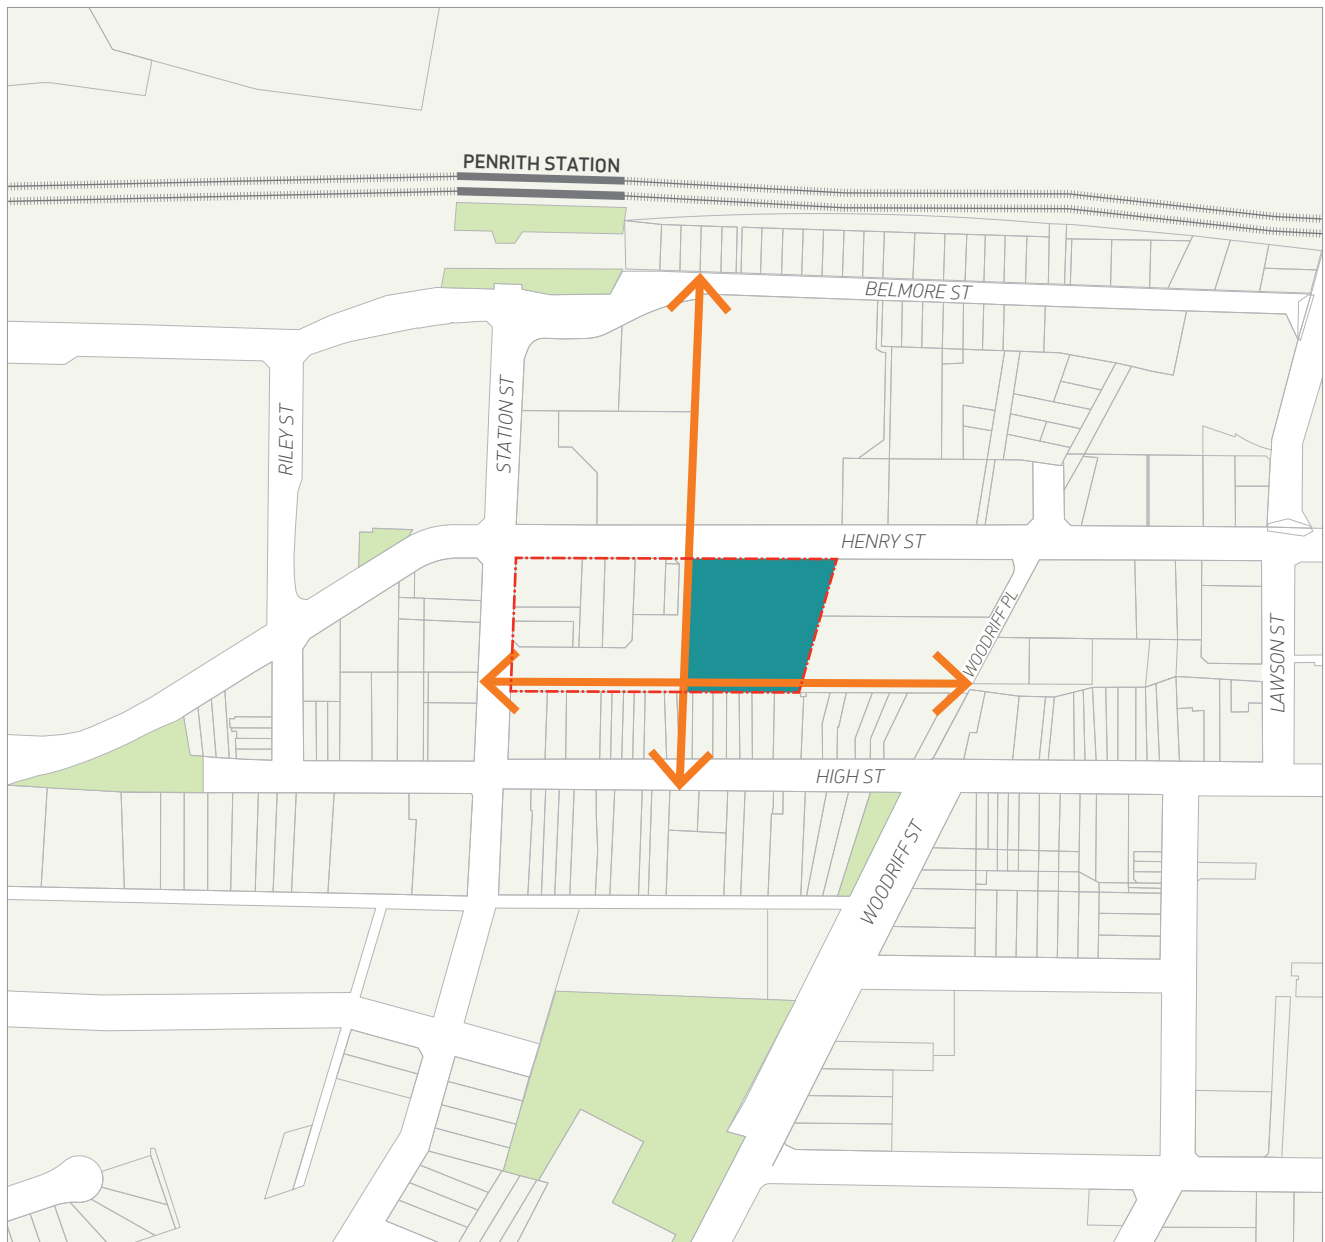 PENRITH STATION
BELMORE ST
RILEY ST
STATION ST
HENRY ST
WOODRIFF PL
LAWSON ST
HIGH ST
WOODRIFF ST